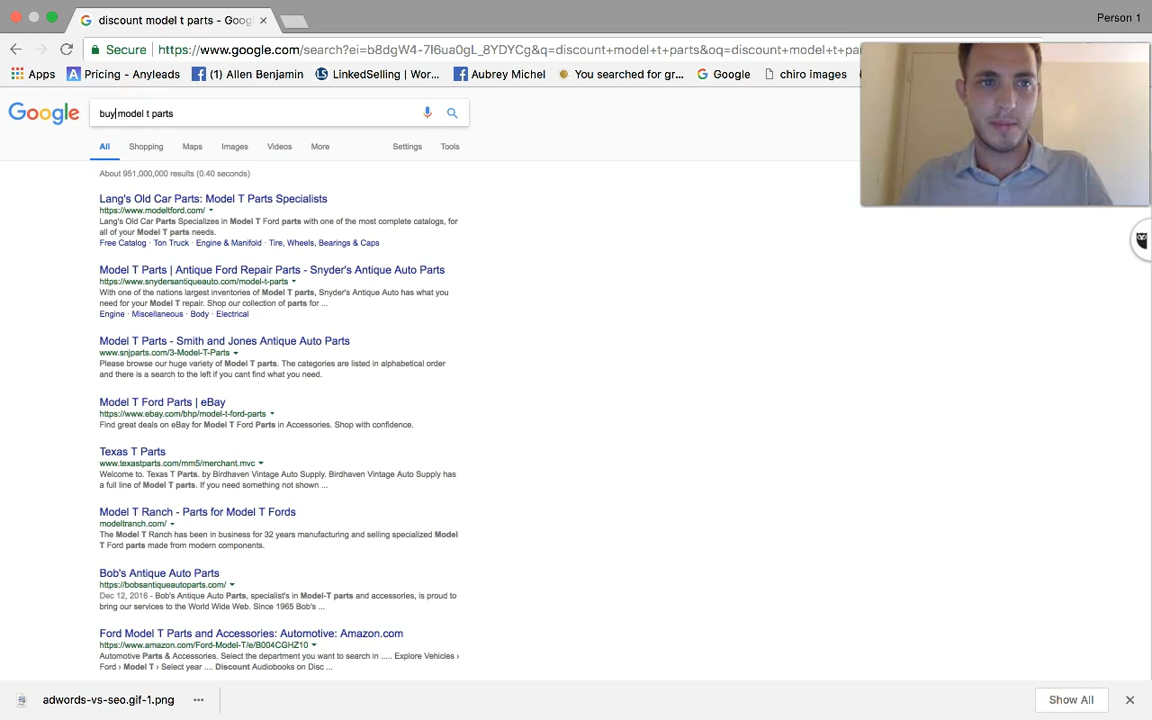 discount model t parts - Goog
Person 1
Secure https://www.google.com/search?ei=b8dgW4-7I6ua0gL_8YDYCg&q=discount+model+t+parts&oq=discount+model+t+par
Apps Pricing - Anyleads (1) Allen Benjamin LinkedSelling | Wor... Aubrey Michel You searched for gr... Google chiro images
Google
buy model t parts
All Shopping Maps Images Videos More Settings Tools
About 951,000,000 results (0.40 seconds)
Lang's Old Car Parts: Model T Parts Specialists
https://www.modeltford.com/
Lang's Old Car Parts Specializes in Model T Ford parts with one of the most complete catalogs, for
all of your Model T parts needs.
Free Catalog · Ton Truck · Engine & Manifold · Tire, Wheels, Bearings & Caps
Model T Parts | Antique Ford Repair Parts - Snyder's Antique Auto Parts
https://www.snydersantiqueauto.com/model-t-parts
With one of the nations largest inventories of Model T parts, Snyder's Antique Auto has what you
need for your Model T repair. Shop our collection of parts for ...
Engine · Miscellaneous · Body · Electrical
Model T Parts - Smith and Jones Antique Auto Parts
www.snjparts.com/3-Model-T-Parts
Please browse our huge variety of Model T parts. The categories are listed in alphabetical order
and there is a search to the left if you cant find what you need.
Model T Ford Parts | eBay
https://www.ebay.com/bhp/model-t-ford-parts
Find great deals on eBay for Model T Ford Parts in Accessories. Shop with confidence.
Texas T Parts
www.texastparts.com/mm5/merchant.mvc
Welcome to. Texas T Parts. by Birdhaven Vintage Auto Supply. Birdhaven Vintage Auto Supply has
a full line of Model T parts. If you need something not shown ...
Model T Ranch - Parts for Model T Fords
modeltranch.com/
The Model T Ranch has been in business for 32 years manufacturing and selling specialized Model
T Ford parts made from modern components.
Bob's Antique Auto Parts
https://bobsantiqueautoparts.com/
Dec 12, 2016 - Bob's Antique Auto Parts, specialist's in Model-T parts and accessories, is proud to
bring our services to the World Wide Web. Since 1965 Bob's ...
Ford Model T Parts and Accessories: Automotive: Amazon.com
https://www.amazon.com/Ford-Model-T/e/B004CGHZ10
Automotive Parts & Accessories. Select the department you want to search in ..... Explore Vehicles ›
Ford › Model T › Select year .... Discount Audiobooks on Disc ...
adwords-vs-seo.gif-1.png
Show All